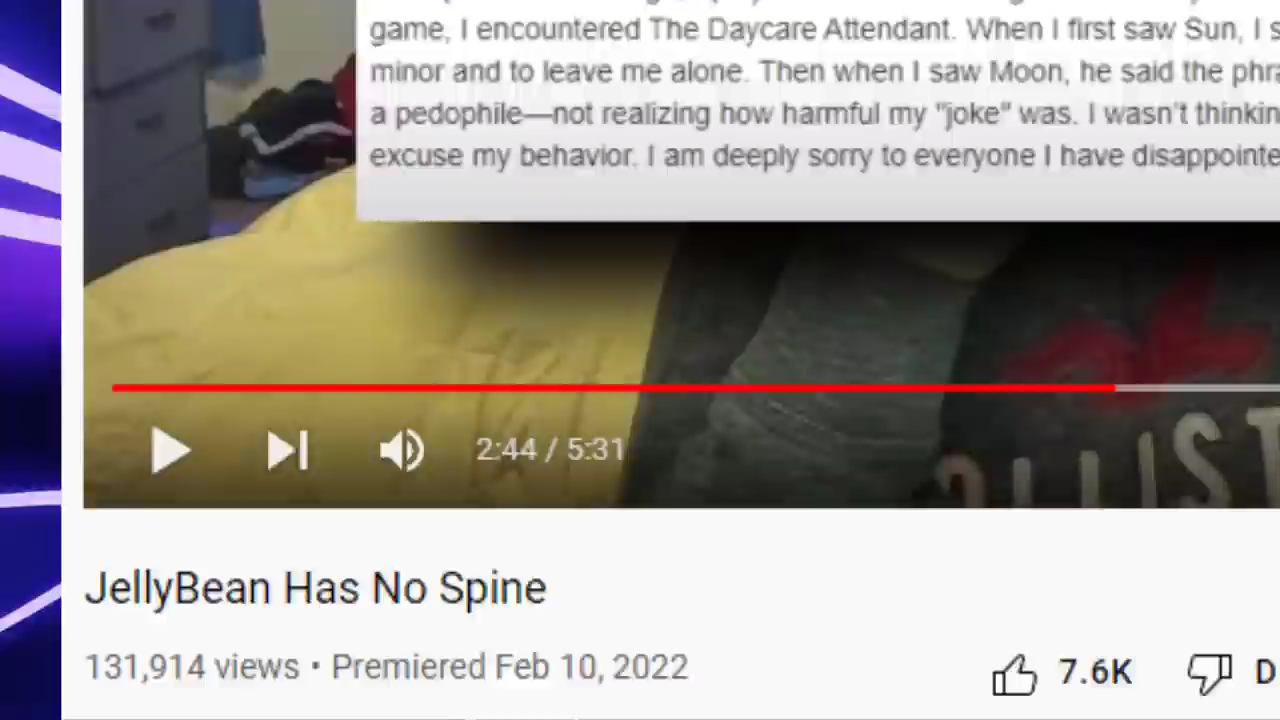 game, I encountered The Daycare Attendant. When I first saw Sun, I s
minor and to leave me alone. Then when I saw Moon, he said the phra
a pedophile—not realizing how harmful my "joke" was. I wasn't thinkin
excuse my behavior. I am deeply sorry to everyone I have disappointe
2:44 / 5:31
JellyBean Has No Spine
131,914 views • Premiered Feb 10, 2022
7.6K D